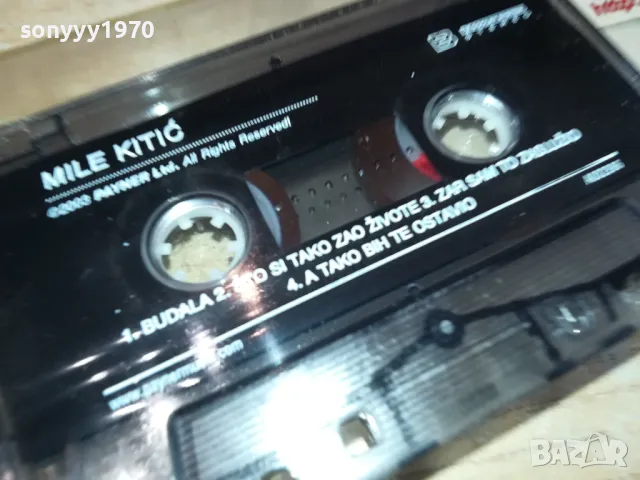 sonyyy1970
MILE KITIĆ
©2003 PAYNER Ltd. All Rights Reserved!
1. BUDALA 2. ŠTO SI TAKO ZAO ŽIVOTE 3. ZAR SAM TO ZASLUŽIO
4. A TAKO BIH TE OSTAVIO
BAZAR